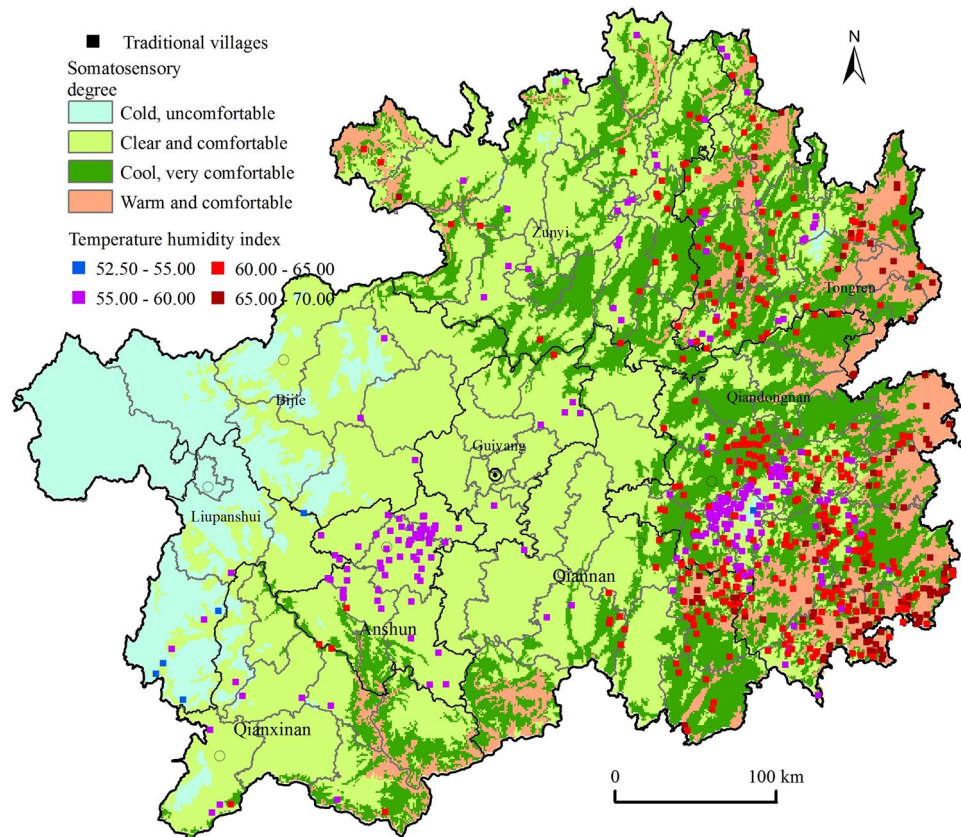 Traditional villages
Somatosensory
degree
Cold, uncomfortable
Clear and comfortable
Cool, very comfortable
Warm and comfortable
Temperature humidity index
52.50 - 55.00
60.00 - 65.00
55.00 - 60.00
65.00 - 70.00
N
Zunyi
Tongren
Bijie
Qiandongnan
Guiyang
Liupanshui
Qiannan
Anshun
Qianxinan
0
100 km